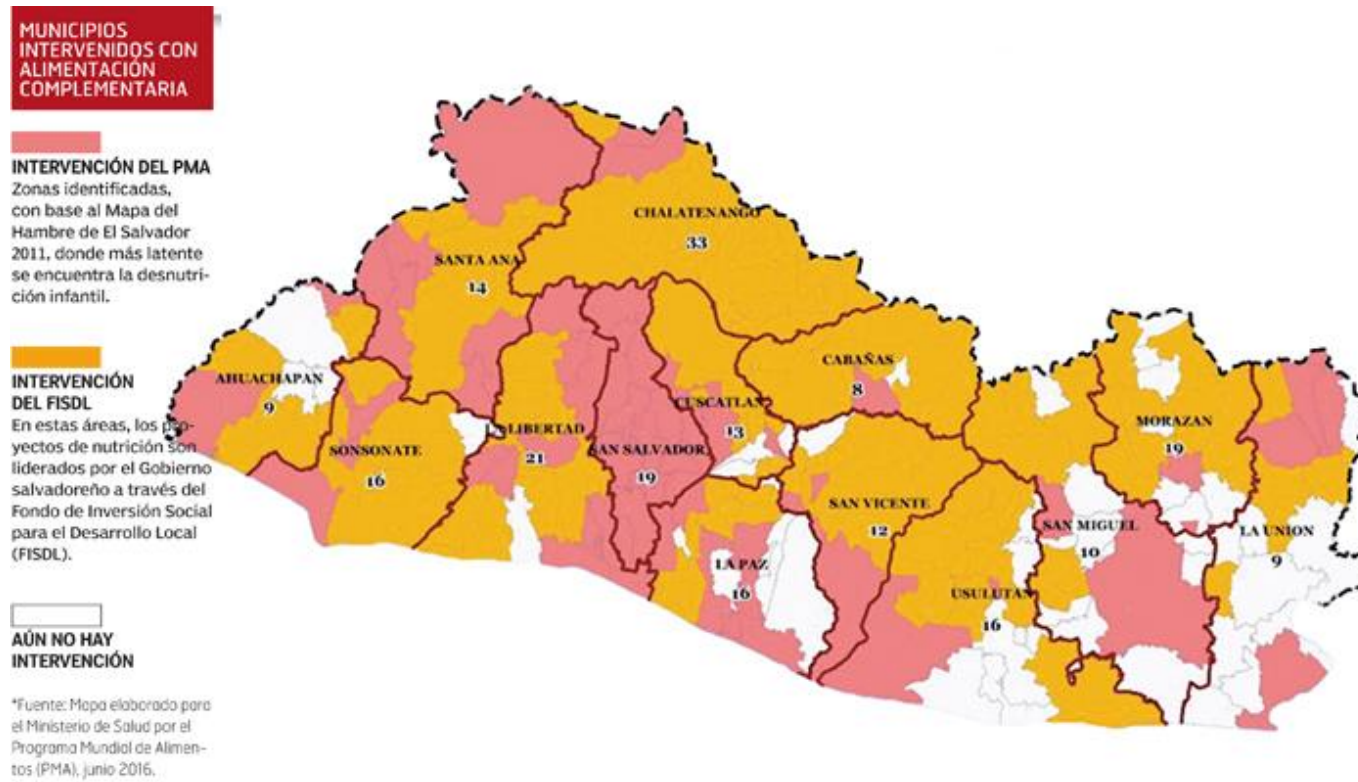 MUNICIPIOS
INTERVENIDOS CON
ALIMENTACIÓN
COMPLEMENTARIA
INTERVENCIÓN DEL PMA
Zonas identificadas,
con base al Mapa del
Hambre de El Salvador
2011, donde más latente
se encuentra la desnutri-
ción infantil.
INTERVENCIÓN
DEL FISDL
En estas áreas, los pro-
yectos de nutrición son
liderados por el Gobierno
salvadoreño a través del
Fondo de Inversión Social
para el Desarrollo Local
(FISDL).
AÚN NO HAY
INTERVENCIÓN
*Fuente: Mapa elaborado para
el Ministerio de Salud por el
Programa Mundial de Alimen-
tos (PMA), junio 2016.
CHALATENANGO
33
SANTA ANA
14
AHUACHAPAN
9
SONSONATE
16
LA LIBERTAD
21
SAN SALVADOR
19
CUSCATLAN
13
CABAÑAS
8
SAN VICENTE
12
LA PAZ
16
USULUTAN
16
SAN MIGUEL
10
MORAZAN
19
LA UNION
9